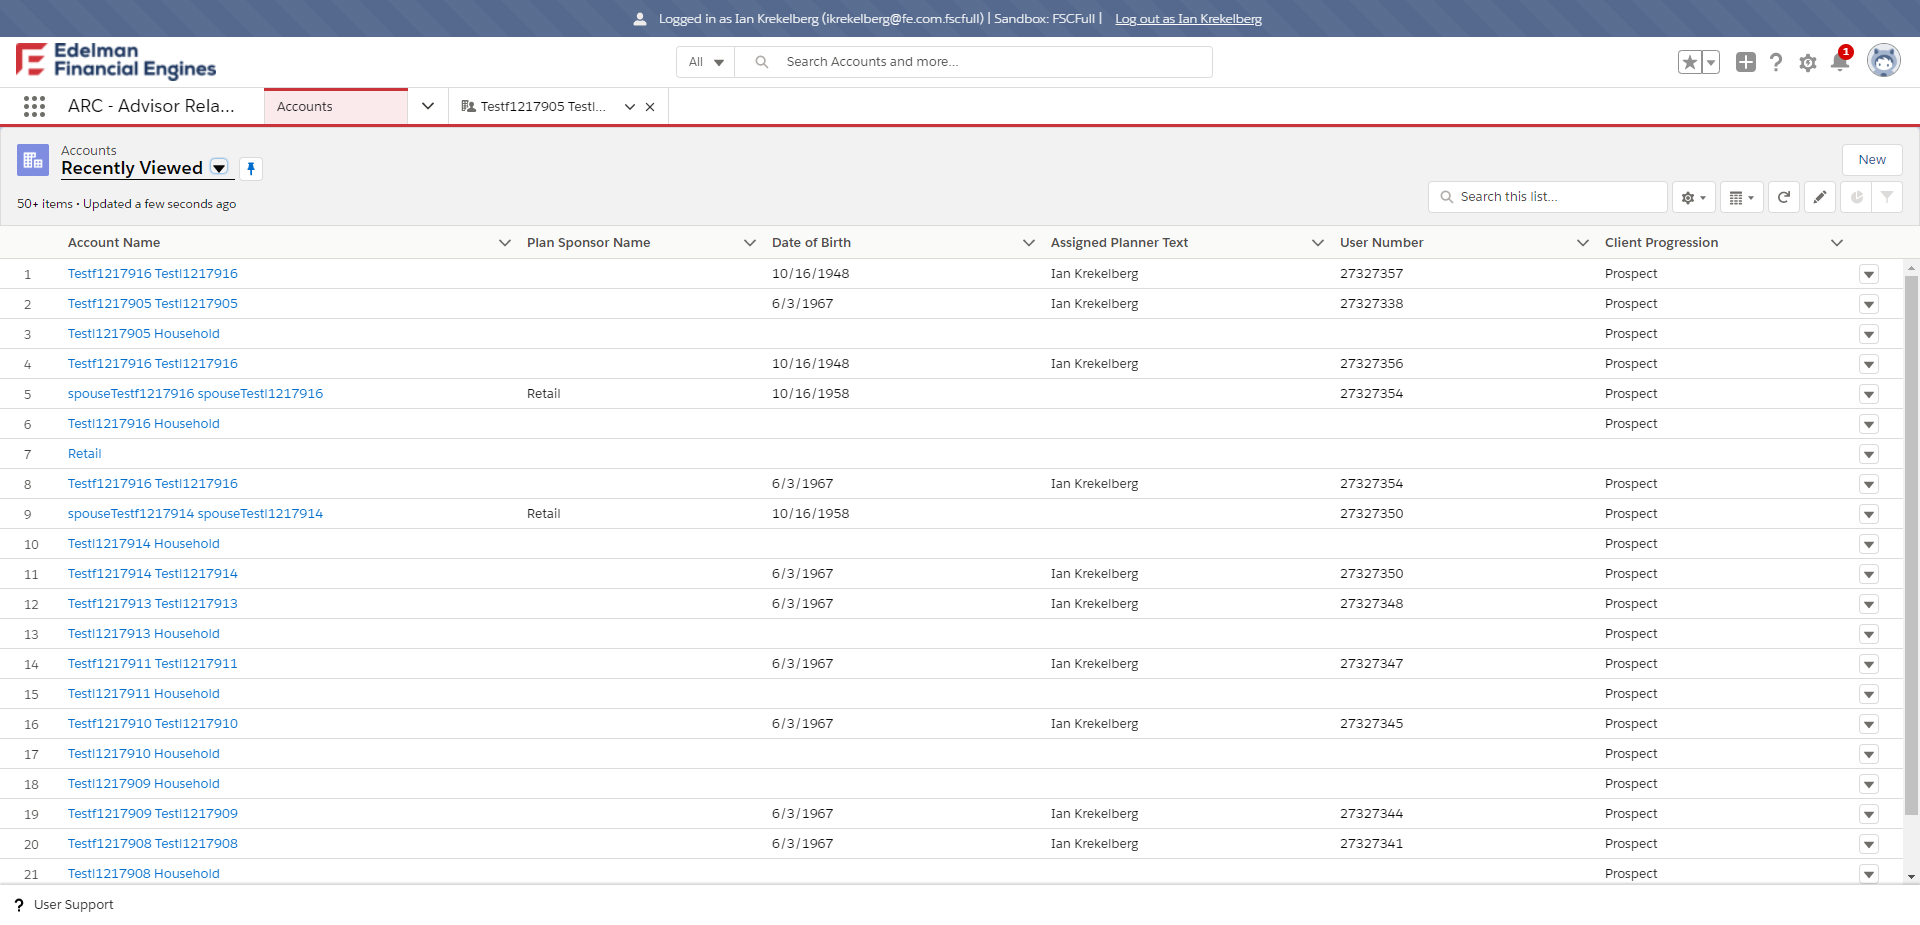 Logged in as Ian Krekelberg (ikrekelberg@fe.com.fscfull) | Sandbox: FSCFull | Log out as Ian Krekelberg
Edelman
Financial Engines
All Search Accounts and more...
1
ARC - Advisor Rela... Accounts Testf1217905 Testl...
Accounts
Recently Viewed
New
50+ items • Updated a few seconds ago
Search this list...
Account Name Plan Sponsor Name Date of Birth Assigned Planner Text User Number Client Progression
1 Testf1217916 Testl1217916 10/16/1948 Ian Krekelberg 27327357 Prospect
2 Testf1217905 Testl1217905 6/3/1967 Ian Krekelberg 27327338 Prospect
3 Testl1217905 Household Prospect
4 Testf1217916 Testl1217916 10/16/1948 Ian Krekelberg 27327356 Prospect
5 spouseTestf1217916 spouseTestl1217916 Retail 10/16/1958 27327354 Prospect
6 Testl1217916 Household Prospect
7 Retail
8 Testf1217916 Testl1217916 6/3/1967 Ian Krekelberg 27327354 Prospect
9 spouseTestf1217914 spouseTestl1217914 Retail 10/16/1958 27327350 Prospect
10 Testl1217914 Household Prospect
11 Testf1217914 Testl1217914 6/3/1967 Ian Krekelberg 27327350 Prospect
12 Testf1217913 Testl1217913 6/3/1967 Ian Krekelberg 27327348 Prospect
13 Testl1217913 Household Prospect
14 Testf1217911 Testl1217911 6/3/1967 Ian Krekelberg 27327347 Prospect
15 Testl1217911 Household Prospect
16 Testf1217910 Testl1217910 6/3/1967 Ian Krekelberg 27327345 Prospect
17 Testl1217910 Household Prospect
18 Testl1217909 Household Prospect
19 Testf1217909 Testl1217909 6/3/1967 Ian Krekelberg 27327344 Prospect
20 Testf1217908 Testl1217908 6/3/1967 Ian Krekelberg 27327341 Prospect
21 Testl1217908 Household Prospect
? User Support